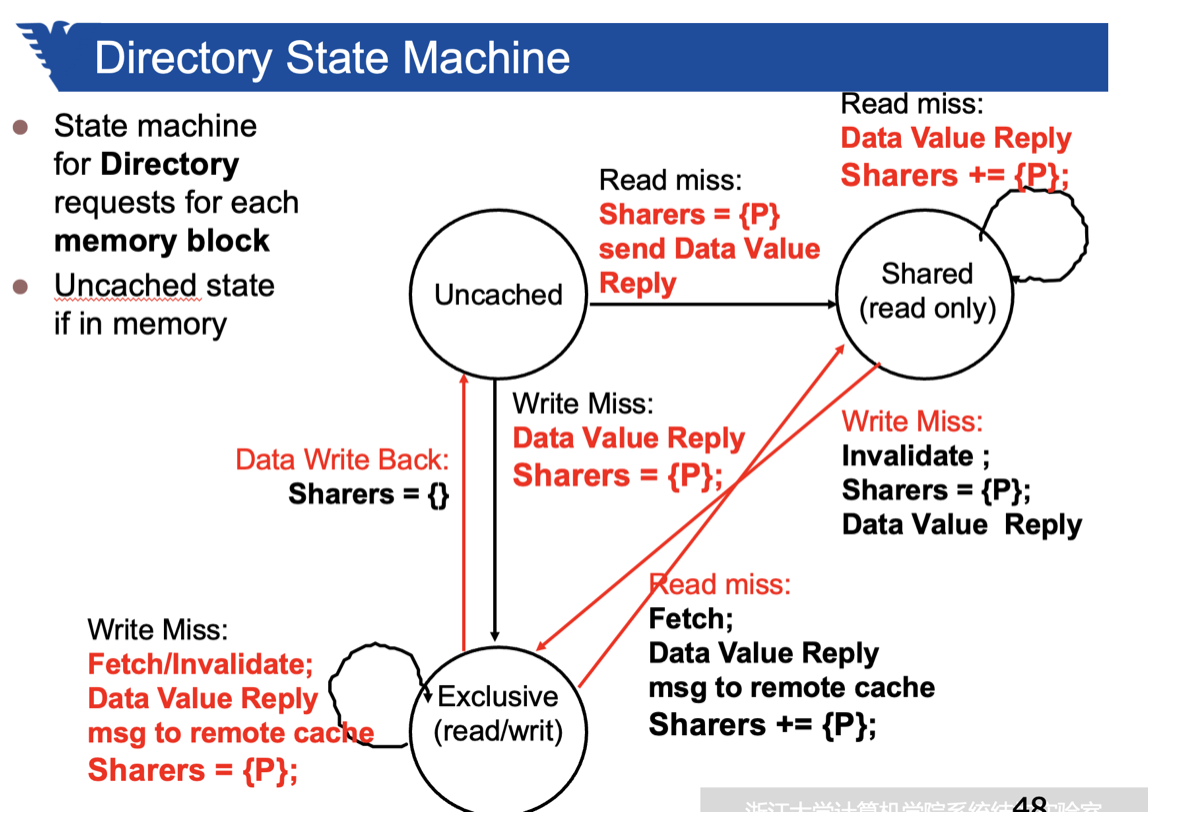 Directory State Machine
State machine
for Directory
requests for each
memory block
Uncached state
if in memory
Read miss:
Sharers = {P}
send Data Value
Reply
Read miss:
Data Value Reply
Sharers += {P};
Uncached
Shared
(read only)
Write Miss:
Data Value Reply
Sharers = {P};
Data Write Back:
Sharers = {}
Write Miss:
Invalidate ;
Sharers = {P};
Data Value Reply
Read miss:
Fetch;
Data Value Reply
msg to remote cache
Sharers += {P};
Write Miss:
Fetch/Invalidate;
Data Value Reply
msg to remote cache
Sharers = {P};
Exclusive
(read/writ)
48